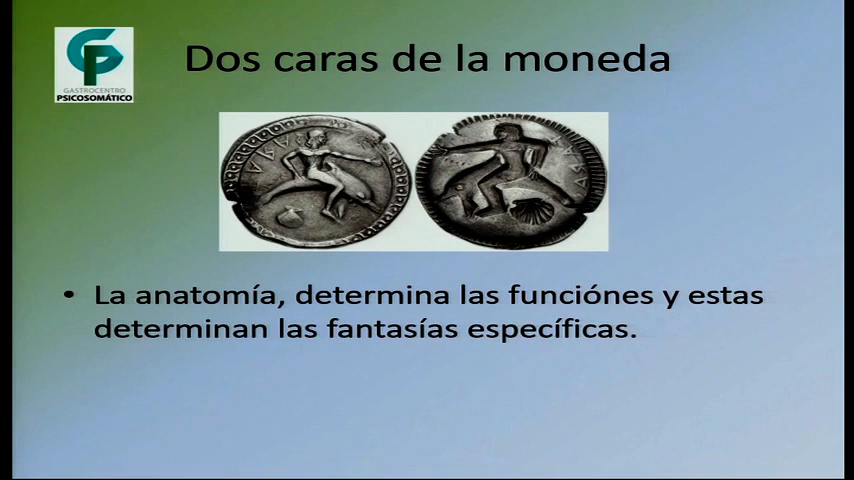 Dos caras de la moneda
GASTROCENTRO
PSICOSOMÁTICO
• La anatomía, determina las funciónes y estas
determinan las fantasías específicas.